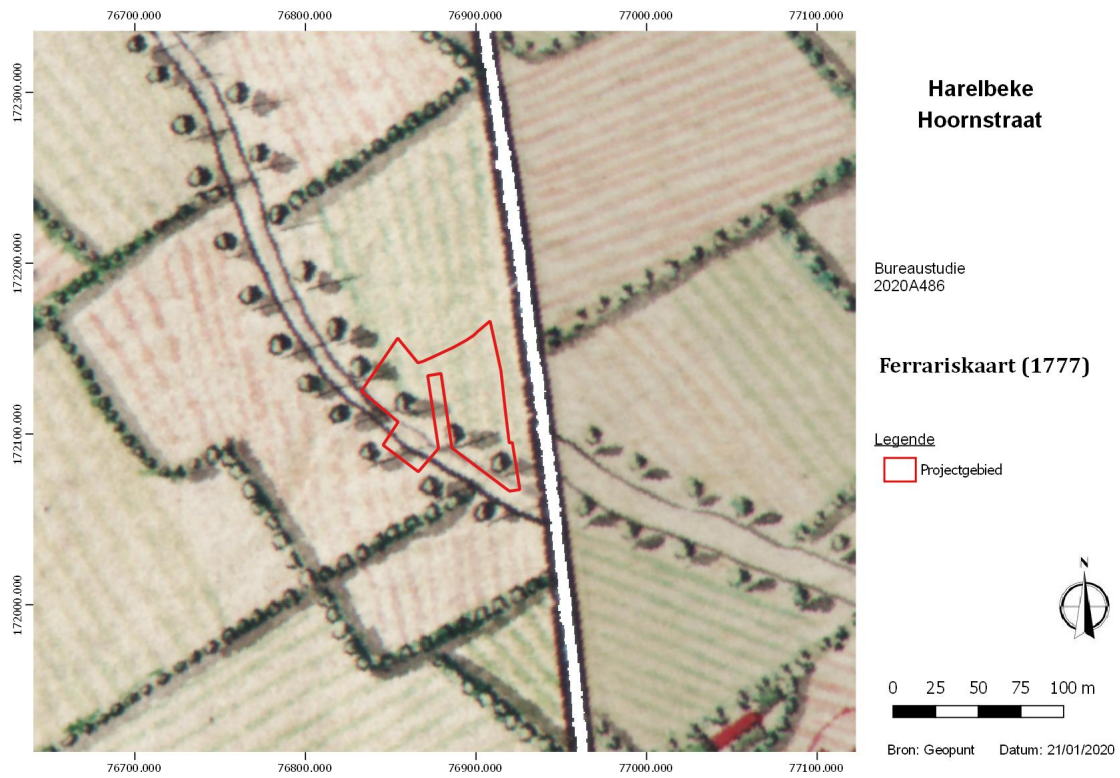 76700.000 76800.000 76900.000 77000.000 77100.000
172300.000
172200.000
172100.000
172000.000
76700.000 76800.000 76900.000 77000.000 77100.000
Harelbeke
Hoornstraat
Bureaustudie
2020A486
Ferrariskaart (1777)
Legende
Projectgebied
N
0 25 50 75 100 m
Bron: Geopunt Datum: 21/01/2020